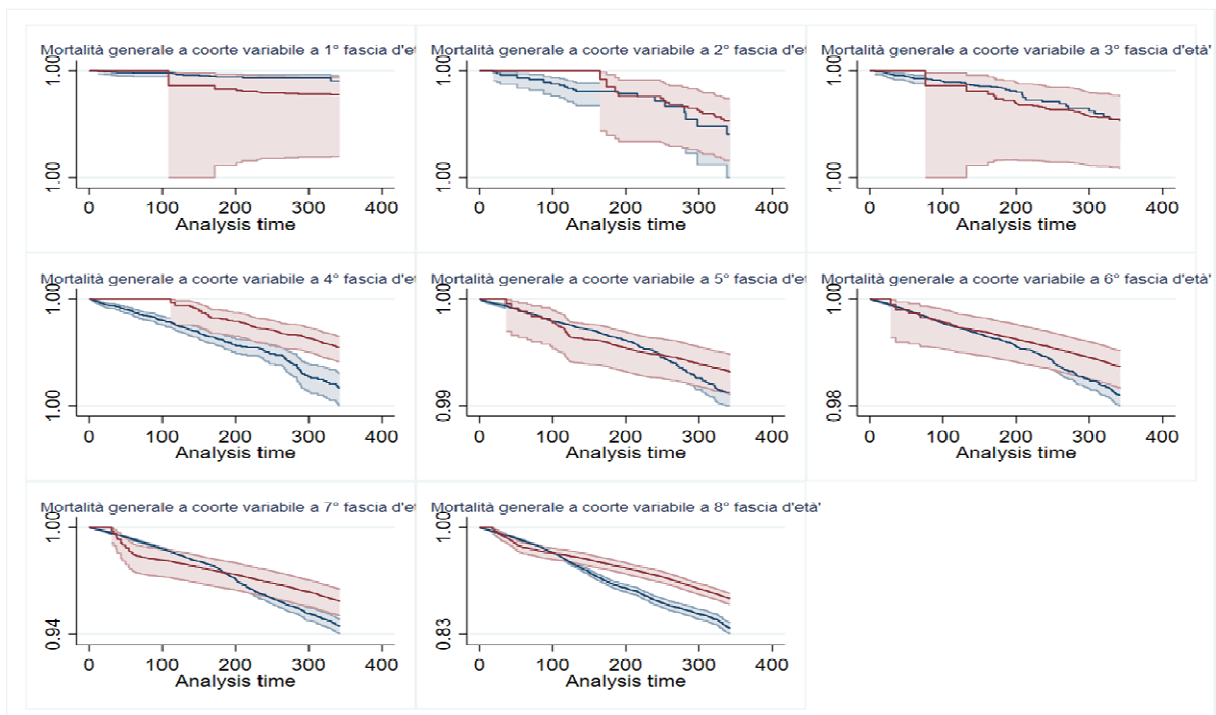 Mortalità generale a coorte variabile a 1° fascia d'et
1.00
1.00
0 100 200 300 400
Analysis time
Mortalità generale a coorte variabile a 2° fascia d'et
1.00
1.00
0 100 200 300 400
Analysis time
Mortalità generale a coorte variabile a 3° fascia d'età'
1.00
1.00
0 100 200 300 400
Analysis time
Mortalità generale a coorte variabile a 4° fascia d'et
1.00
1.00
0 100 200 300 400
Analysis time
Mortalità generale a coorte variabile a 5° fascia d'et
1.00
0.99
0 100 200 300 400
Analysis time
Mortalità generale a coorte variabile a 6° fascia d'età'
1.00
0.98
0 100 200 300 400
Analysis time
Mortalità generale a coorte variabile a 7° fascia d'et
1.00
0.94
0 100 200 300 400
Analysis time
Mortalità generale a coorte variabile a 8° fascia d'età'
1.00
0.83
0 100 200 300 400
Analysis time